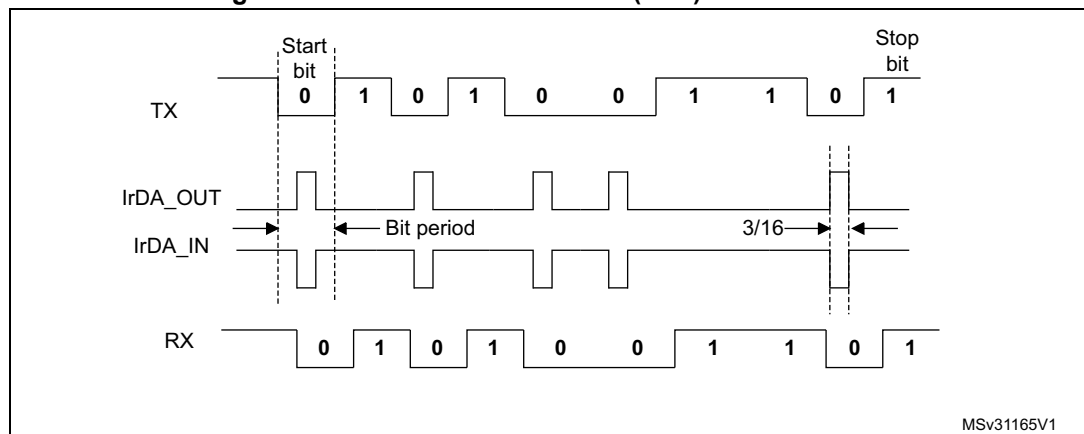 Start
bit
Stop
bit
TX
0 1 0 1 0 0 1 1 0 1
IrDA_OUT
Bit period
3/16
IrDA_IN
RX
0 1 0 1 0 0 1 1 0 1
MSv31165V1